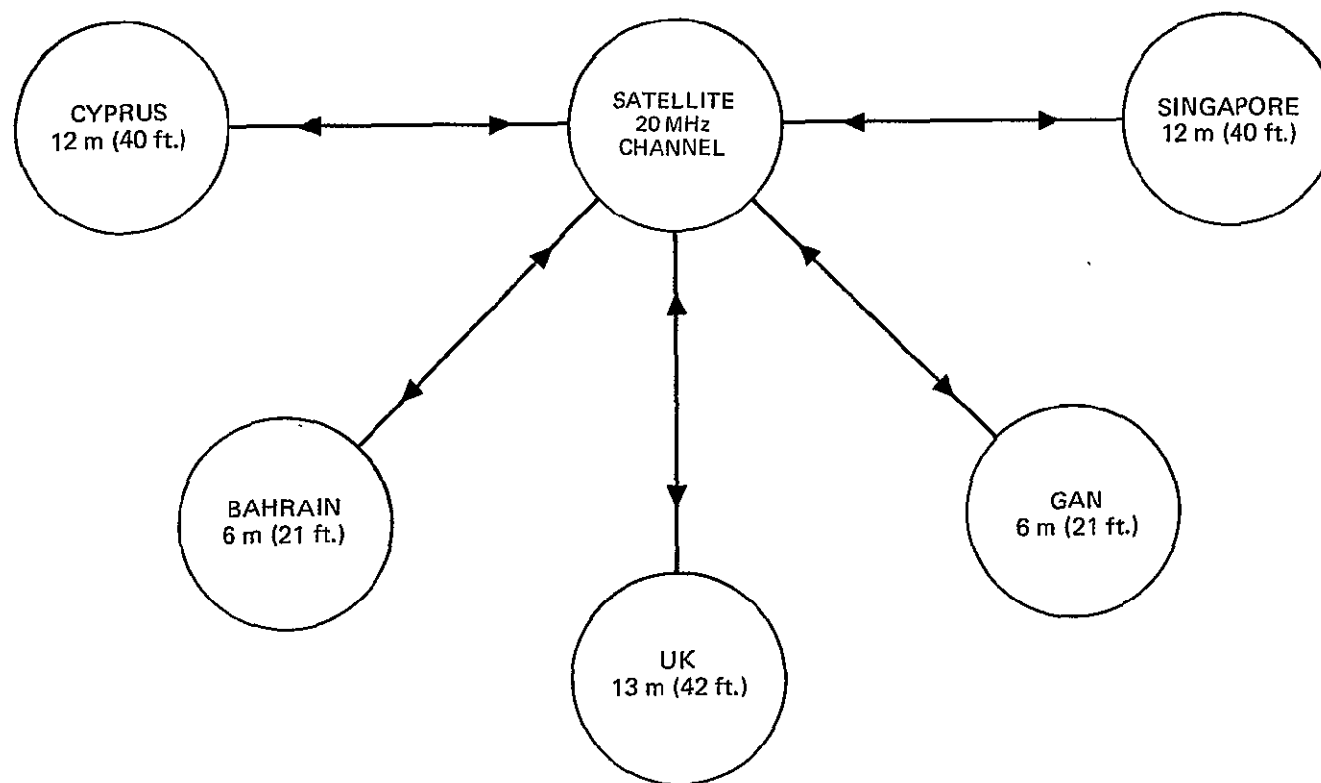 CYPRUS
12 m (40 ft.)
SATELLITE
20 MHz
CHANNEL
SINGAPORE
12 m (40 ft.)
BAHRAIN
6 m (21 ft.)
GAN
6 m (21 ft.)
UK
13 m (42 ft.)